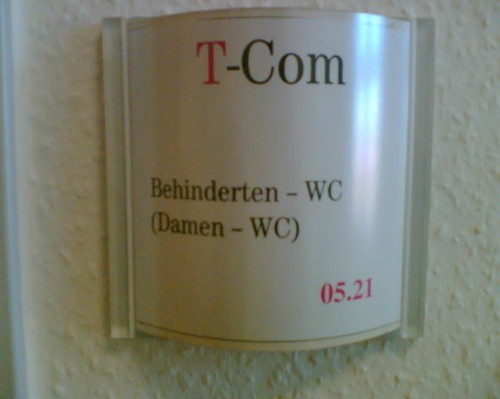 T-Com
Behinderten – WC
(Damen – WC)
05.21